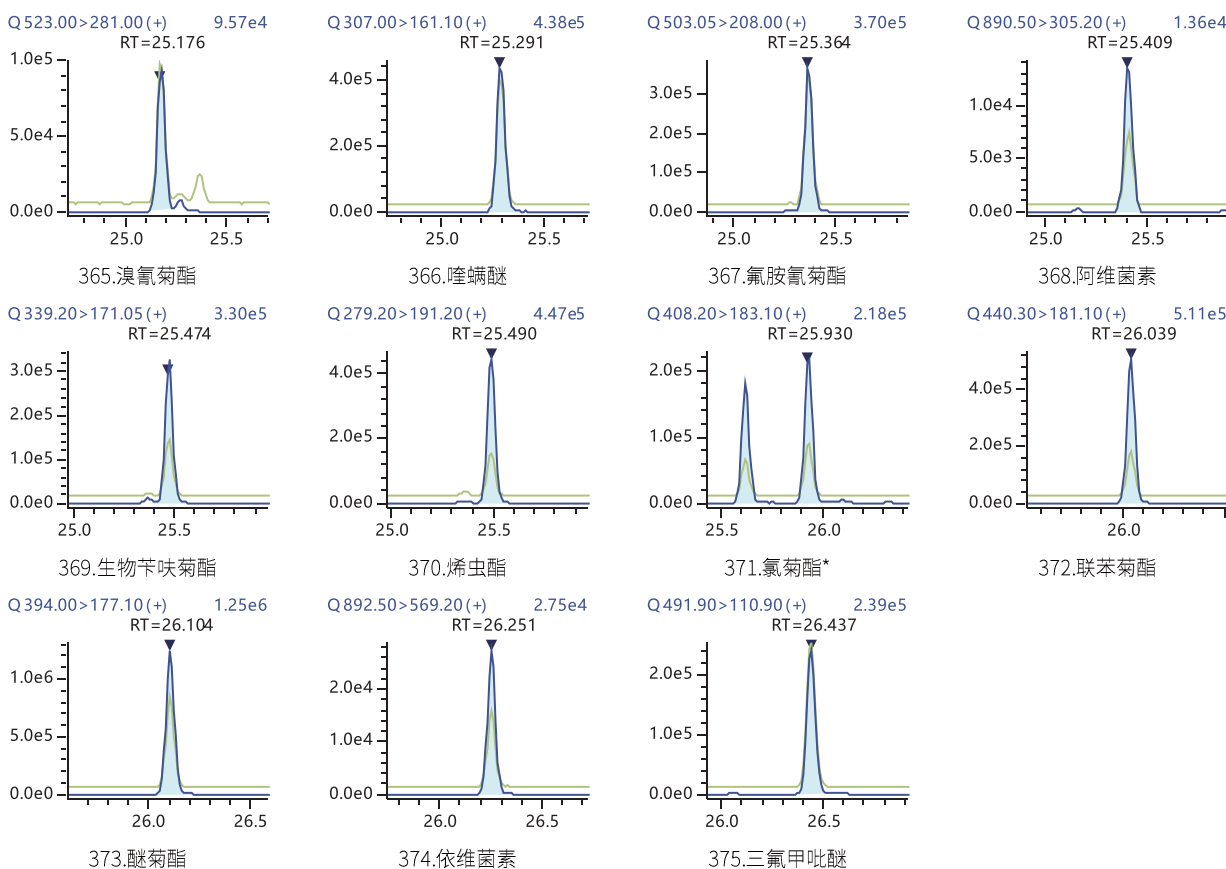 Q 523.00>281.00 (+) 9.57e4
RT=25.176
1.0e5
5.0e4
0.0e0
25.0 25.5
365.溴氰菊酯
Q 307.00>161.10 (+) 4.38e5
RT=25.291
4.0e5
2.0e5
0.0e0
25.0 25.5
366.喹螨醚
Q 503.05>208.00 (+) 3.70e5
RT=25.364
3.0e5
2.0e5
1.0e5
0.0e0
25.0 25.5
367.氟胺氰菊酯
Q 890.50>305.20 (+) 1.36e4
RT=25.409
1.0e4
5.0e3
0.0e0
25.0 25.5
368.阿维菌素
Q 339.20>171.05 (+) 3.30e5
RT=25.474
3.0e5
2.0e5
1.0e5
0.0e0
25.0 25.5
369.生物苄呋菊酯
Q 279.20>191.20 (+) 4.47e5
RT=25.490
4.0e5
2.0e5
0.0e0
25.0 25.5
370.烯虫酯
Q 408.20>183.10 (+) 2.18e5
RT=25.930
2.0e5
1.0e5
0.0e0
25.5 26.0
371.氯菊酯*
Q 440.30>181.10 (+) 5.11e5
RT=26.039
4.0e5
2.0e5
0.0e0
26.0
372.联苯菊酯
Q 394.00>177.10 (+) 1.25e6
RT=26.104
1.0e6
5.0e5
0.0e0
26.0 26.5
373.醚菊酯
Q 892.50>569.20 (+) 2.75e4
RT=26.251
2.0e4
1.0e4
0.0e0
26.0 26.5
374.依维菌素
Q 491.90>110.90 (+) 2.39e5
RT=26.437
2.0e5
1.0e5
0.0e0
26.0 26.5
375.三氟甲吡醚